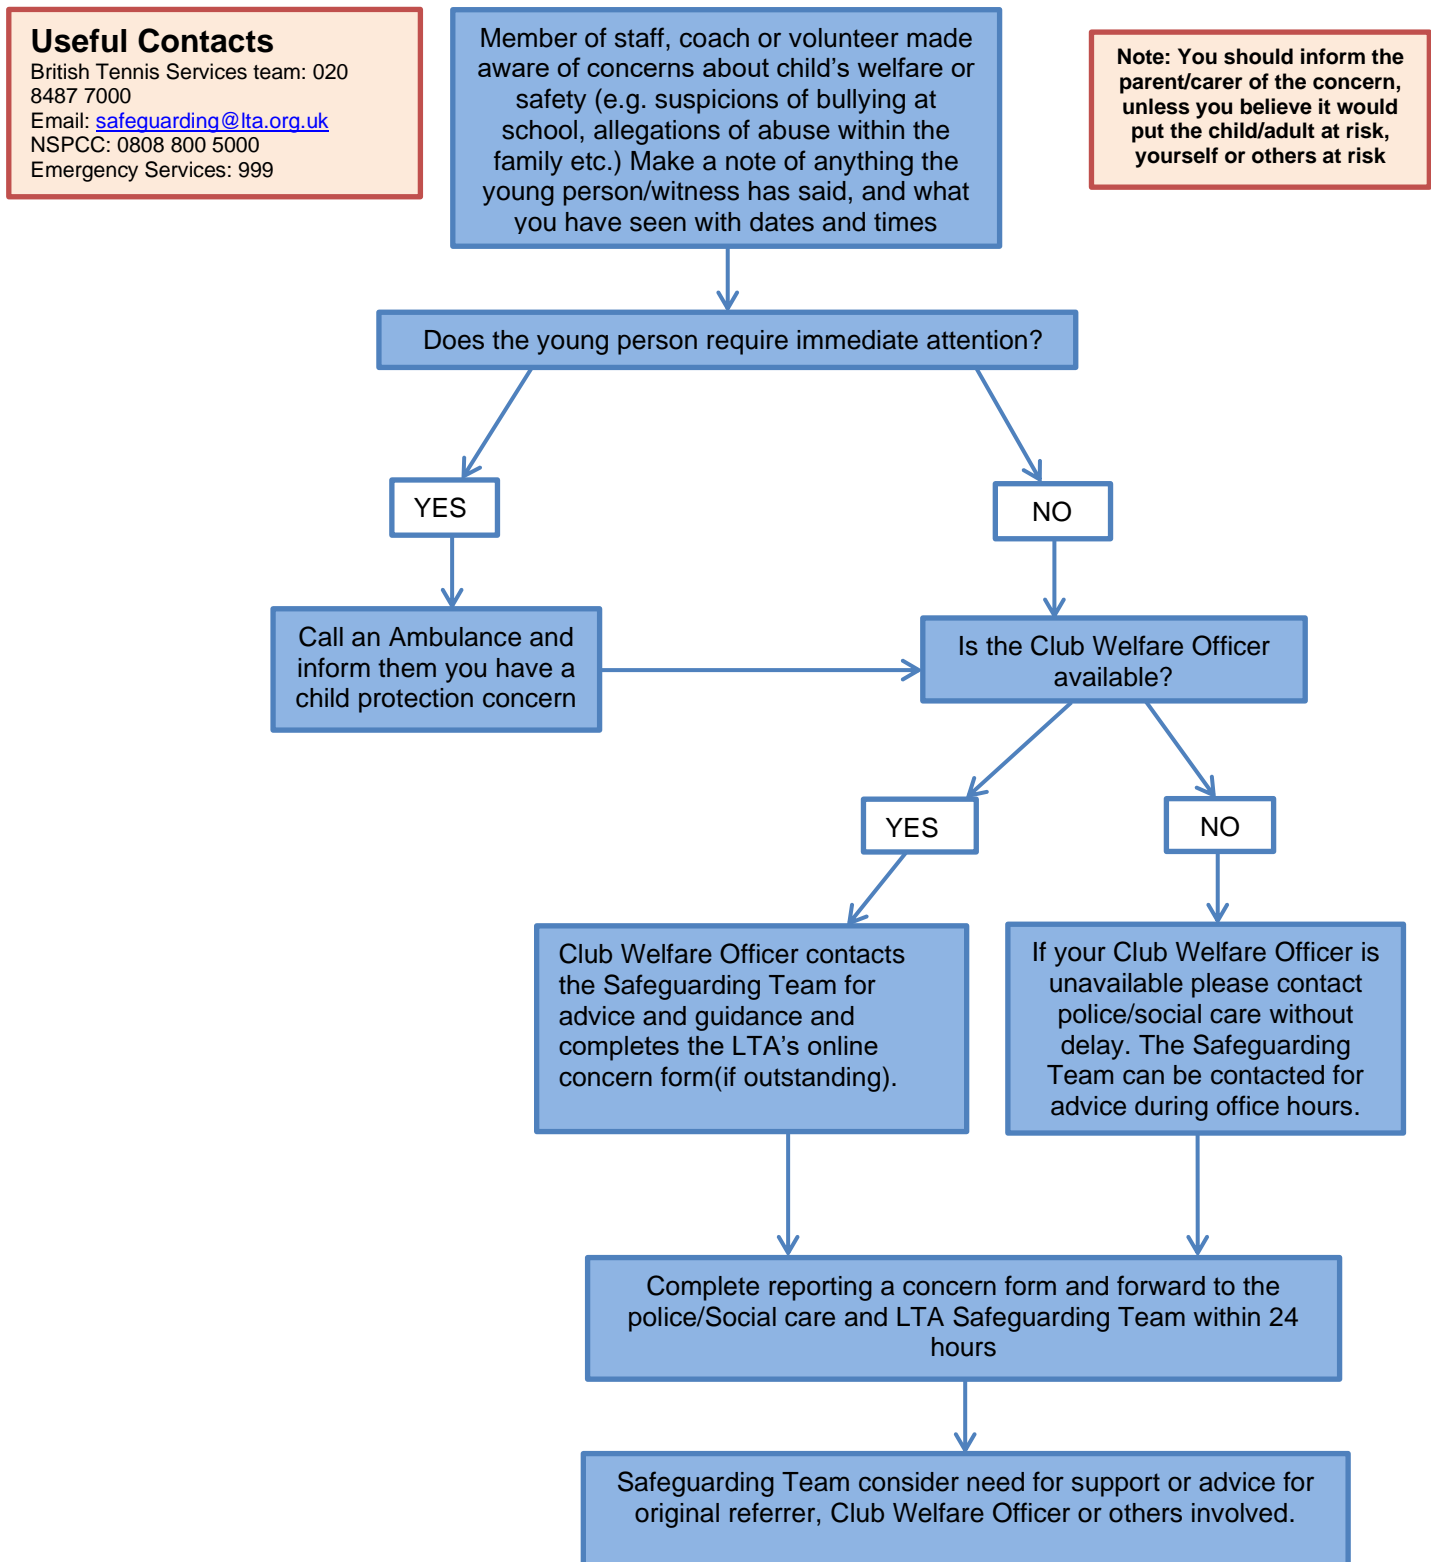 Useful Contacts
British Tennis Services team: 020
8487 7000
Email: safeguarding@lta.org.uk
NSPCC: 0808 800 5000
Emergency Services: 999
Member of staff, coach or volunteer made
aware of concerns about child’s welfare or
safety (e.g. suspicions of bullying at
school, allegations of abuse within the
family etc.) Make a note of anything the
young person/witness has said, and what
you have seen with dates and times
Note: You should inform the
parent/carer of the concern,
unless you believe it would
put the child/adult at risk,
yourself or others at risk
Does the young person require immediate attention?
YES
NO
Call an Ambulance and
inform them you have a
child protection concern
Is the Club Welfare Officer
available?
YES
NO
Club Welfare Officer contacts
the Safeguarding Team for
advice and guidance and
completes the LTA’s online
concern form(if outstanding).
If your Club Welfare Officer is
unavailable please contact
police/social care without
delay. The Safeguarding
Team can be contacted for
advice during office hours.
Complete reporting a concern form and forward to the
police/Social care and LTA Safeguarding Team within 24
hours
Safeguarding Team consider need for support or advice for
original referrer, Club Welfare Officer or others involved.